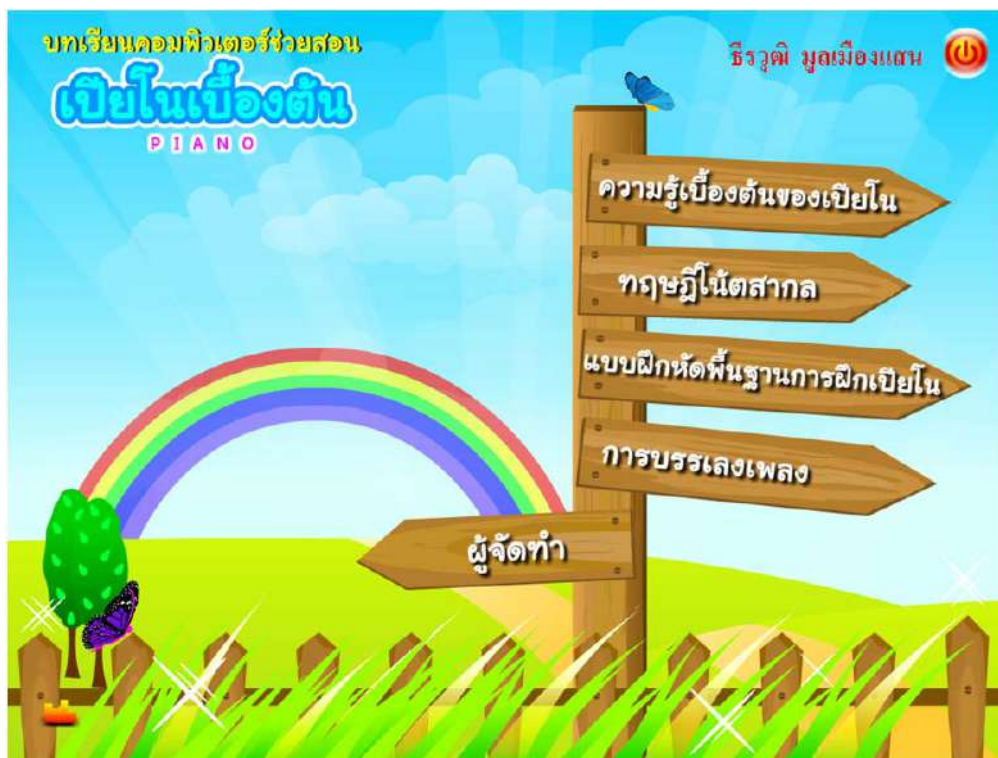 บทเรียนคอมพิวเตอร์ช่วยสอน
เปียโนเบื้องต้น
PIANO
ธีรวุฒิ มูลเมืองแสน
ความรู้เบื้องต้นของเปียโน
ทฤษฎีโน้ตสากล
แบบฝึกหัดพื้นฐานการฝึกเปียโน
การบรรเลงเพลง
ผู้จัดทำ